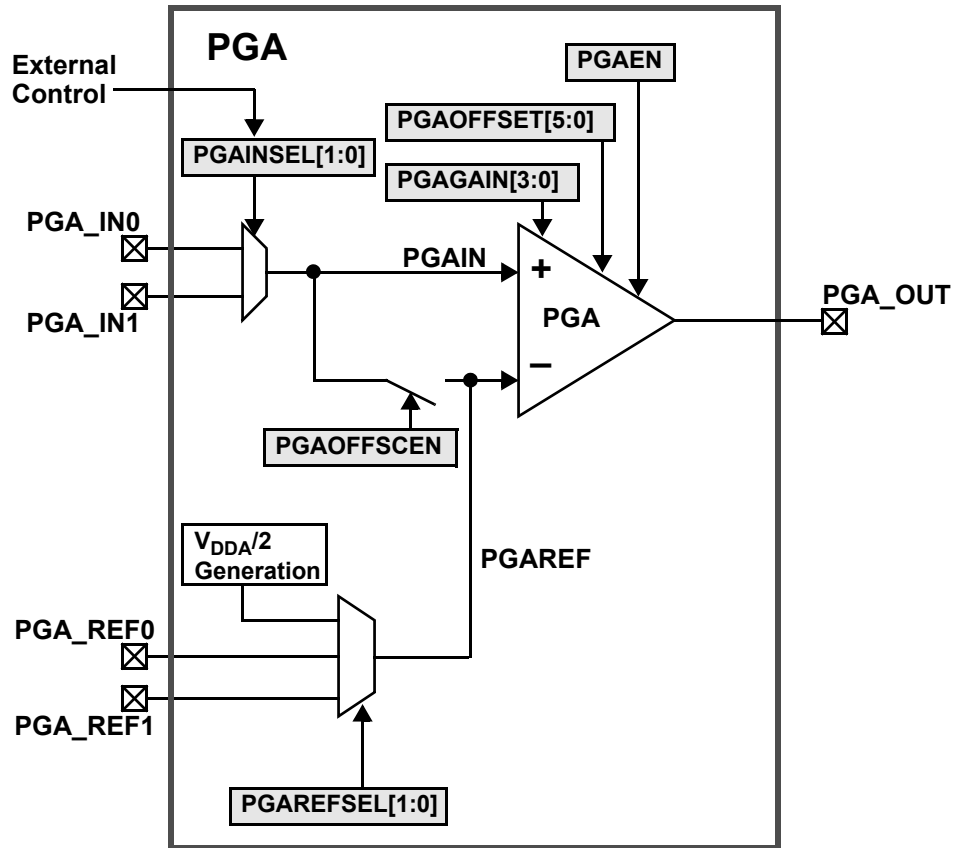 PGA
External
Control
PGAEN
PGAOFFSET[5:0]
PGAINSEL[1:0]
PGAGAIN[3:0]
PGA_IN0
PGAIN
+
PGA_OUT
PGA_IN1
PGA
–
PGAOFFSCEN
VDDA/2
Generation
PGAREF
PGA_REF0
PGA_REF1
PGAREFSEL[1:0]